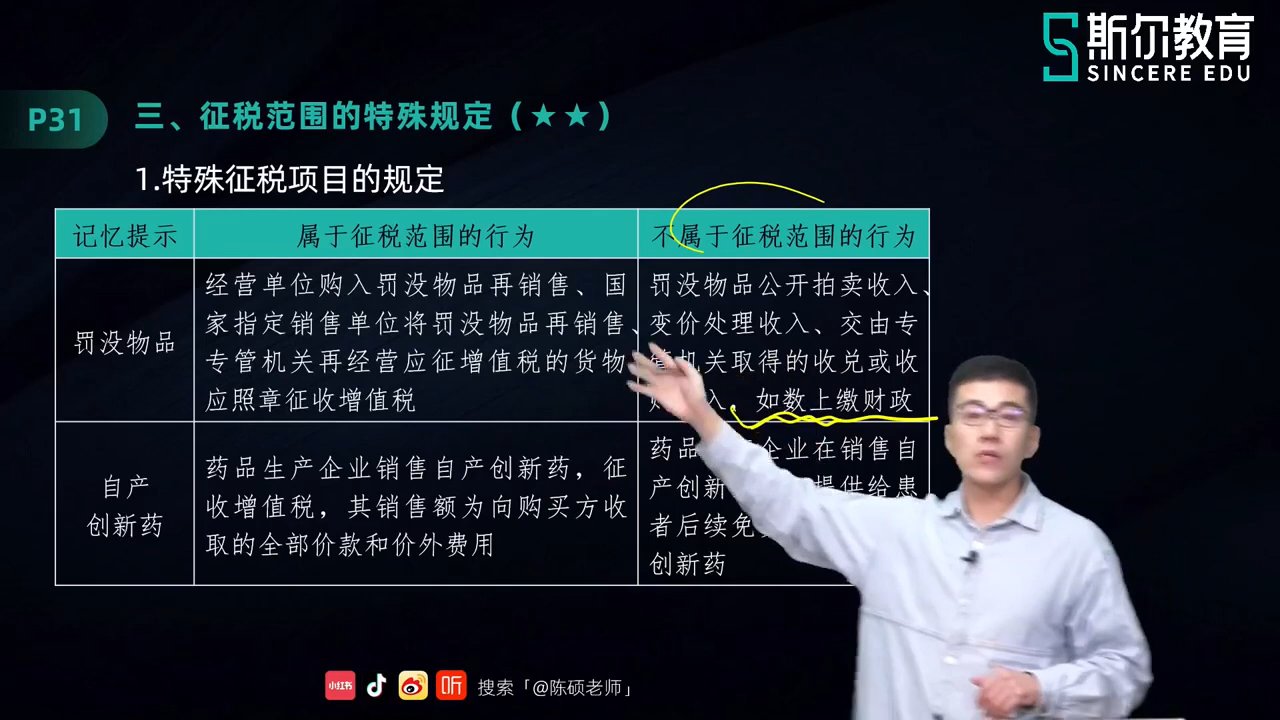 斯尔教育
SINCERE EDU
P31
三、征税范围的特殊规定（★★）
1.特殊征税项目的规定
记忆提示
属于征税范围的行为
不属于征税范围的行为
罚没物品
经营单位购入罚没物品再销售、国
家指定销售单位将罚没物品再销售、
专管机关再经营应征增值税的货物
应照章征收增值税
罚没物品公开拍卖收入、
变价处理收入、交由专
机关取得的收兑或收
入，如数上缴财政
自产
创新药
药品生产企业销售自产创新药，征
收增值税，其销售额为向购买方收
取的全部价款和价外费用
药品 企业在销售自
产创新 提供给患
者后续免
创新药
小红书
听
搜索「@陈硕老师」